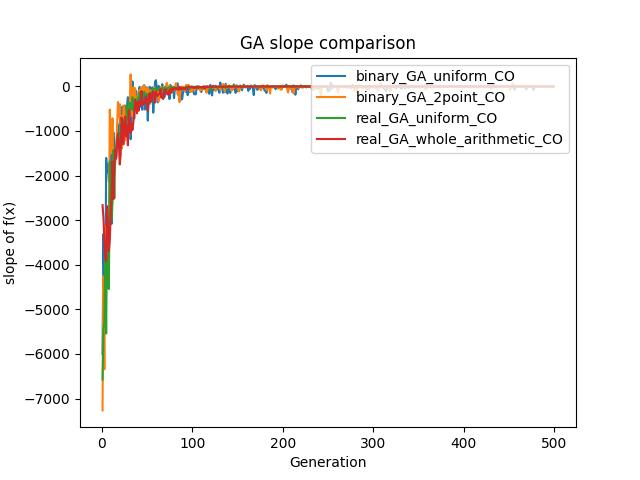 GA slope comparison
binary_GA_uniform_CO
binary_GA_2point_CO
real_GA_uniform_CO
real_GA_whole_arithmetic_CO
0
−1000
−2000
−3000
−4000
−5000
−6000
−7000
slope of f(x)
0 100 200 300 400 500
Generation